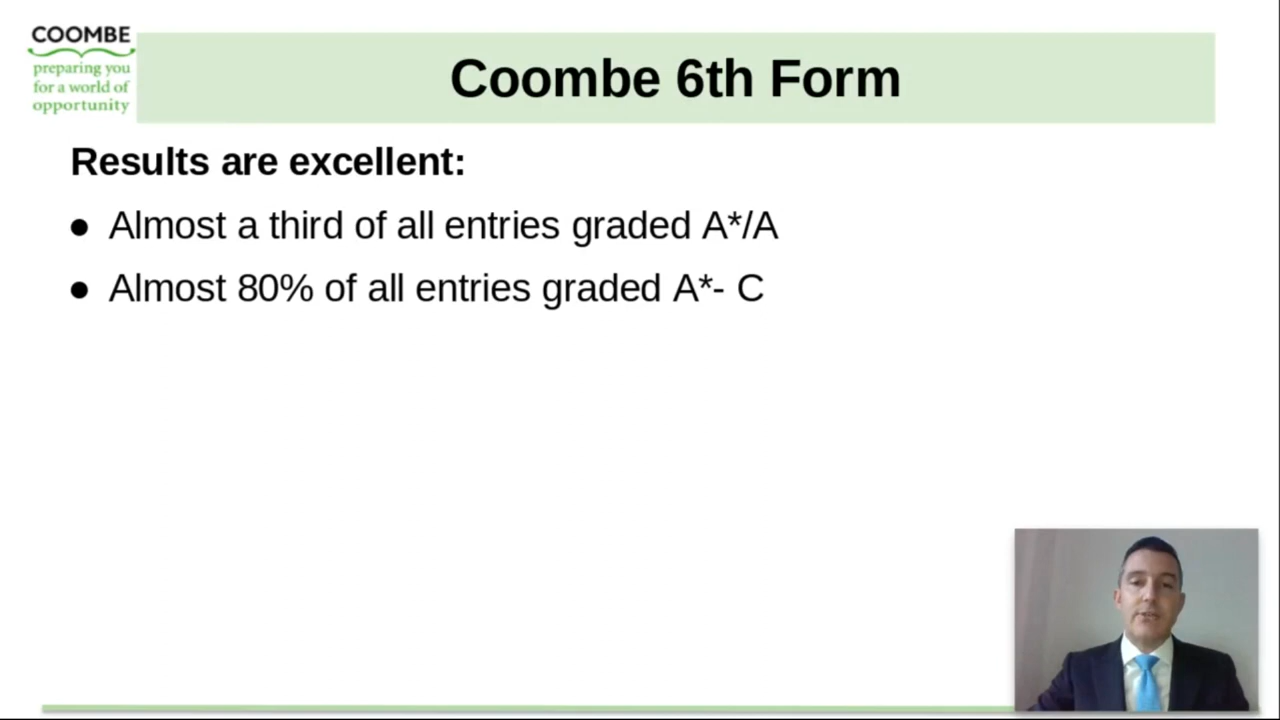 COOMBE
preparing you
for a world of
opportunity
Coombe 6th Form
Results are excellent:
● Almost a third of all entries graded A*/A
● Almost 80% of all entries graded A*- C